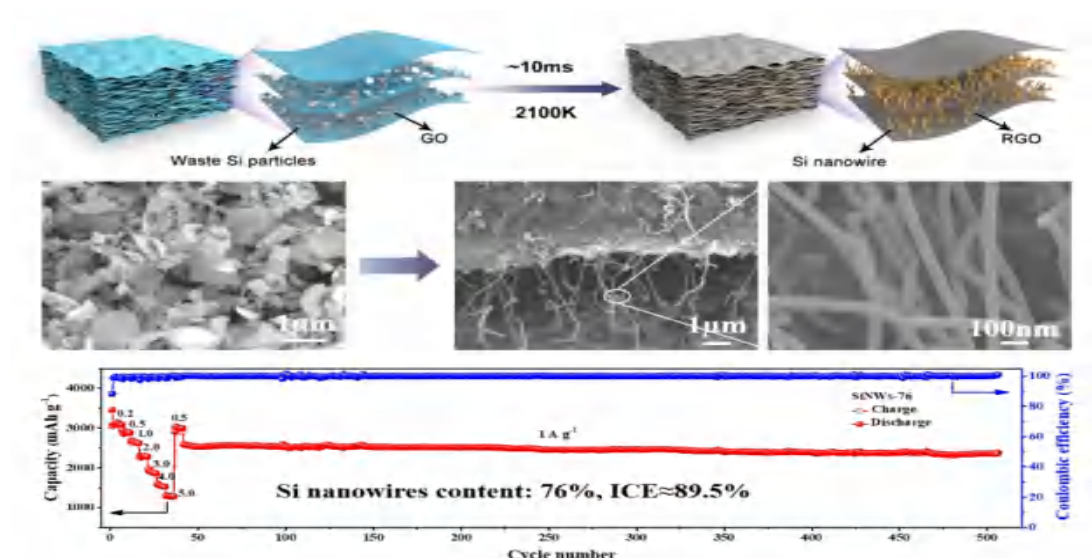 ~10ms
2100K
GO
RGO
Waste Si particles
Si nanowire
1μm
1μm
100nm
Capacity (mAh g⁻¹)
4000
3000
2000
1000
0.2
0.5
1.0
2.0
3.0
4.0
5.0
0.5
1 A g⁻¹
SiNWs-76
Charge
Discharge
Si nanowires content: 76%, ICE≈89.5%
100
80
60
40
20
0
Coulombic efficiency (%)
0 50 100 150 200 250 300 350 400 450 500
Cycle number